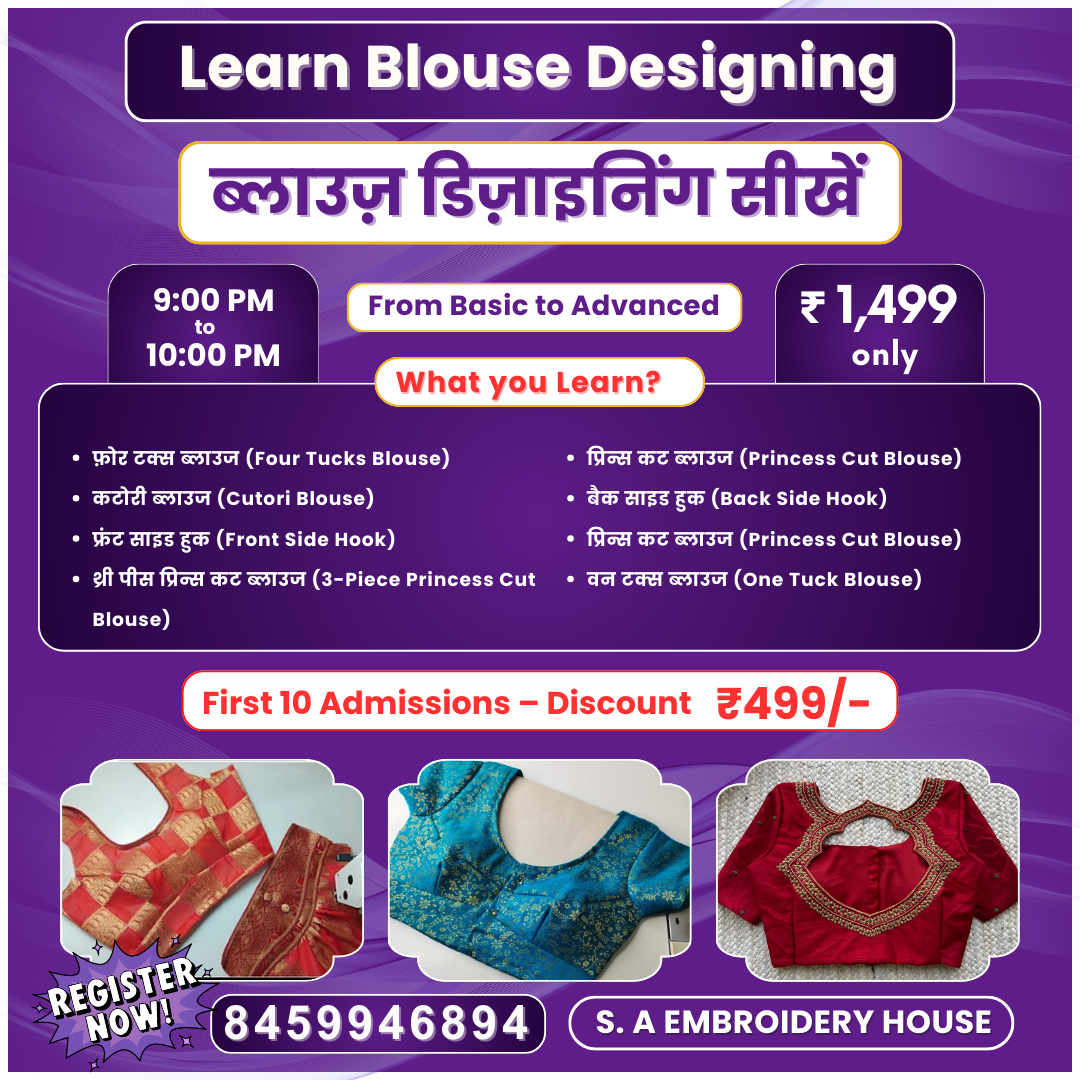 Learn Blouse Designing
ब्लाउज़ डिज़ाइनिंग सीखें
9:00 PM
to
10:00 PM
From Basic to Advanced
₹ 1,499
only
What you Learn?
• फ़ोर टक्स ब्लाउज (Four Tucks Blouse)
• कटोरी ब्लाउज (Cutori Blouse)
• फ्रंट साइड हुक (Front Side Hook)
• थ्री पीस प्रिन्स कट ब्लाउज (3-Piece Princess Cut
Blouse)
• प्रिन्स कट ब्लाउज (Princess Cut Blouse)
• बैक साइड हुक (Back Side Hook)
• प्रिन्स कट ब्लाउज (Princess Cut Blouse)
• वन टक्स ब्लाउज (One Tuck Blouse)
First 10 Admissions – Discount ₹499/-
REGISTER
NOW!
8459946894
S. A EMBROIDERY HOUSE